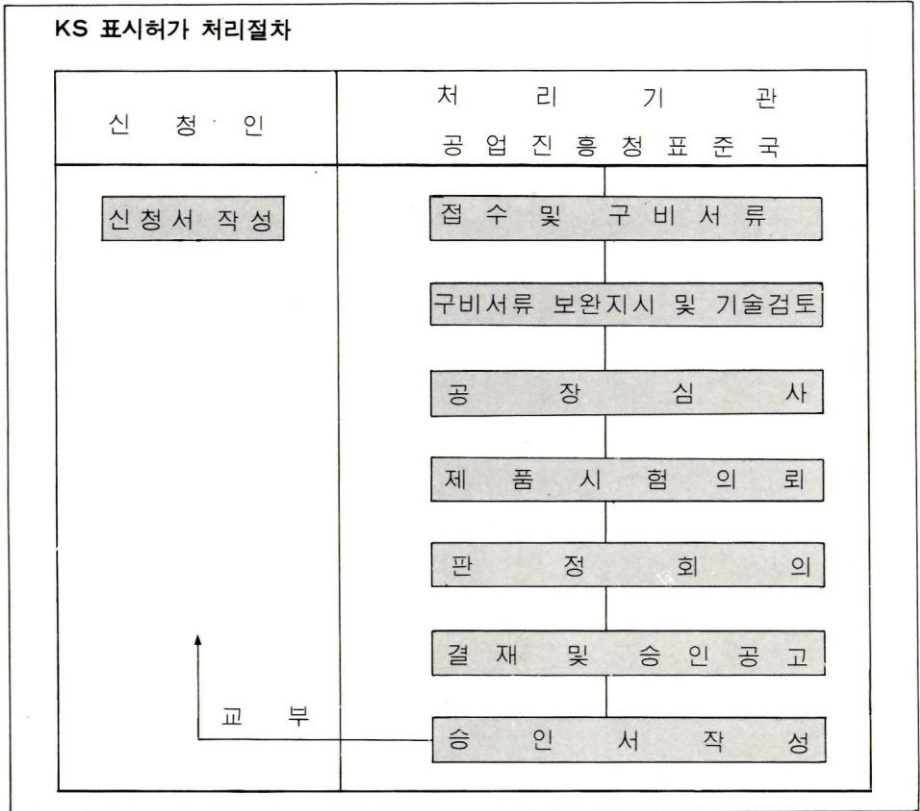 KS 표시허가 처리절차
신 청 인
처 리 기 관
공 업 진 흥 청 표 준 국
신청서 작성
접 수 및 구 비 서 류
구비서류 보완지시 및 기술검토
공 장 심 사
제 품 시 험 의 뢰
판 정 회 의
결 재 및 승 인 공 고
교 부
승 인 서 작 성